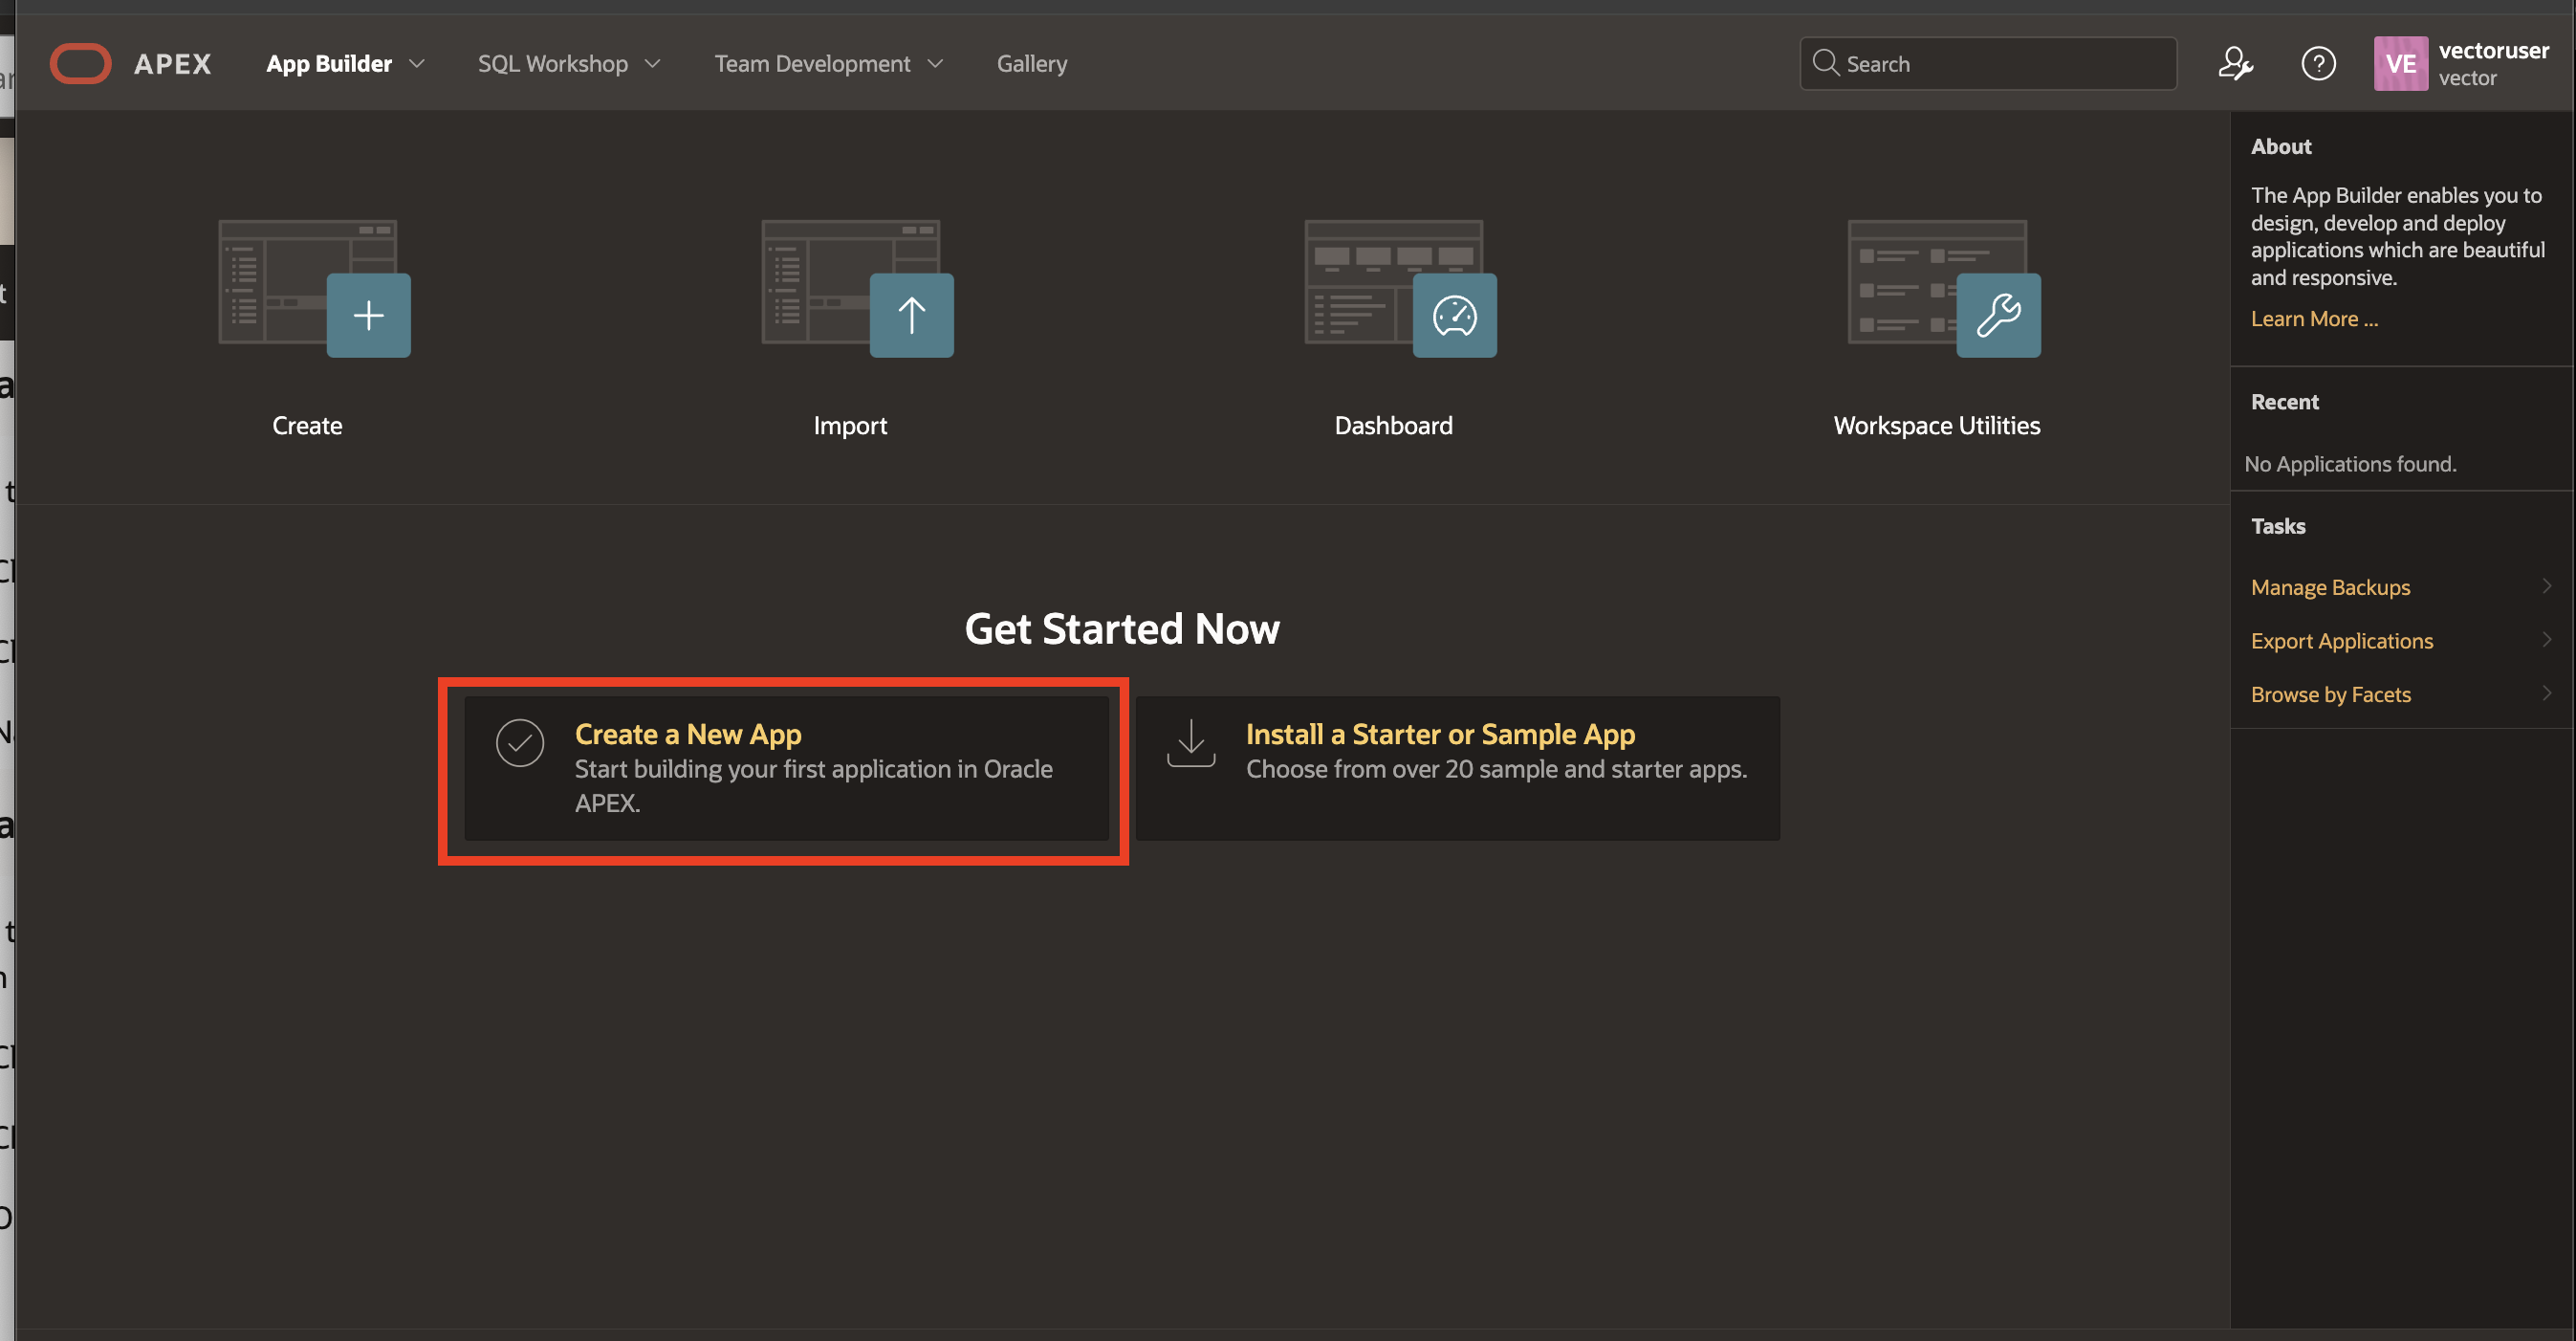 APEX
App Builder
SQL Workshop
Team Development
Gallery
Search
VE
vectoruser
vector
Create
Import
Dashboard
Workspace Utilities
Get Started Now
Create a New App
Start building your first application in Oracle
APEX.
Install a Starter or Sample App
Choose from over 20 sample and starter apps.
About
The App Builder enables you to
design, develop and deploy
applications which are beautiful
and responsive.
Learn More ...
Recent
No Applications found.
Tasks
Manage Backups
Export Applications
Browse by Facets